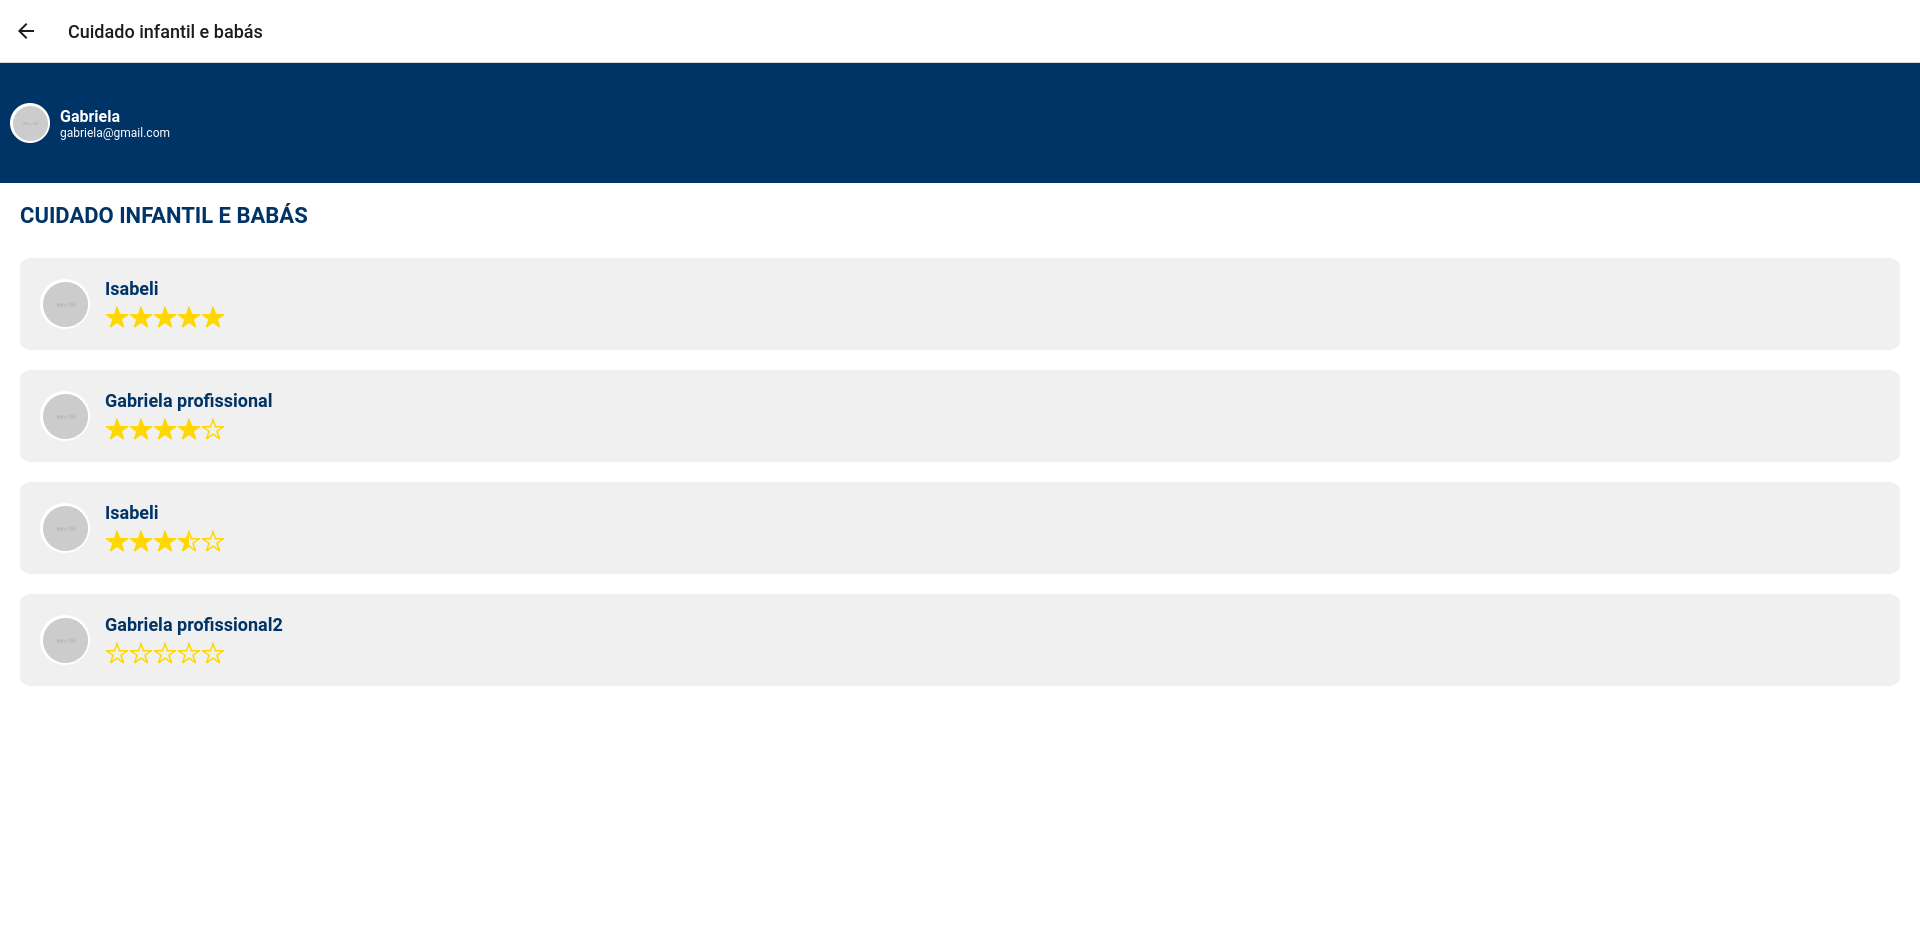 Cuidado infantil e babás
Gabriela
gabriela@gmail.com
CUIDADO INFANTIL E BABÁS
Isabeli
Gabriela profissional
Isabeli
Gabriela profissional2